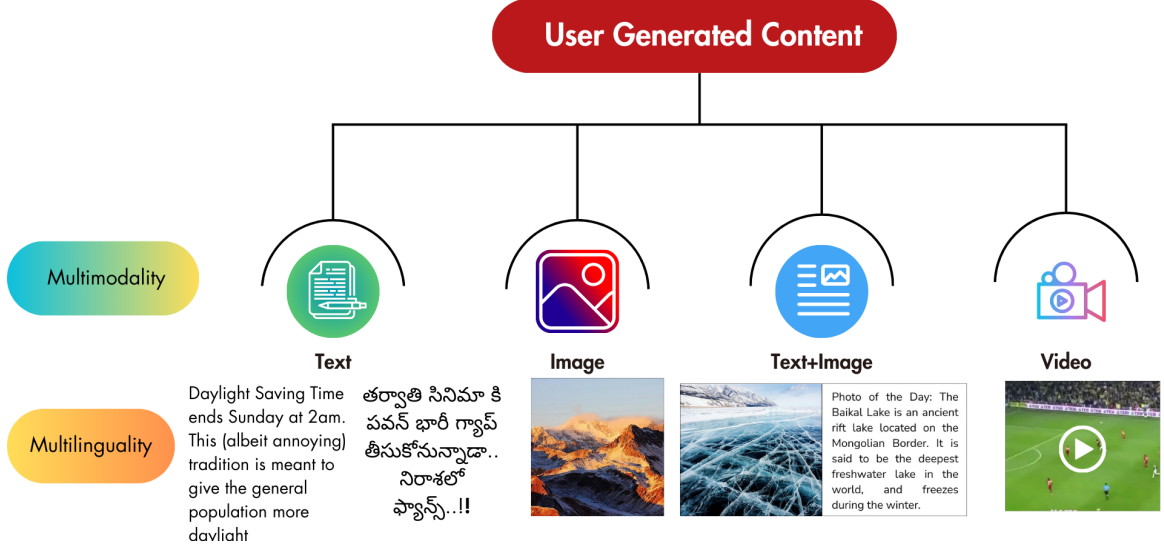 User Generated Content
Multimodality
Text
Image
Text+Image
Video
Multilinguality
Daylight Saving Time
ends Sunday at 2am.
This (albeit annoying)
tradition is meant to
give the general
population more
daylight
తర్వాతి సినిమా కి
పవన్ భారీ గ్యాప్
తీసుకోనున్నాడా..
నిరాశలో
ఫ్యాన్స్..!!
Photo of the Day: The
Baikal Lake is an ancient
rift lake located on the
Mongolian Border. It is
said to be the deepest
freshwater lake in the
world, and freezes
during the winter.